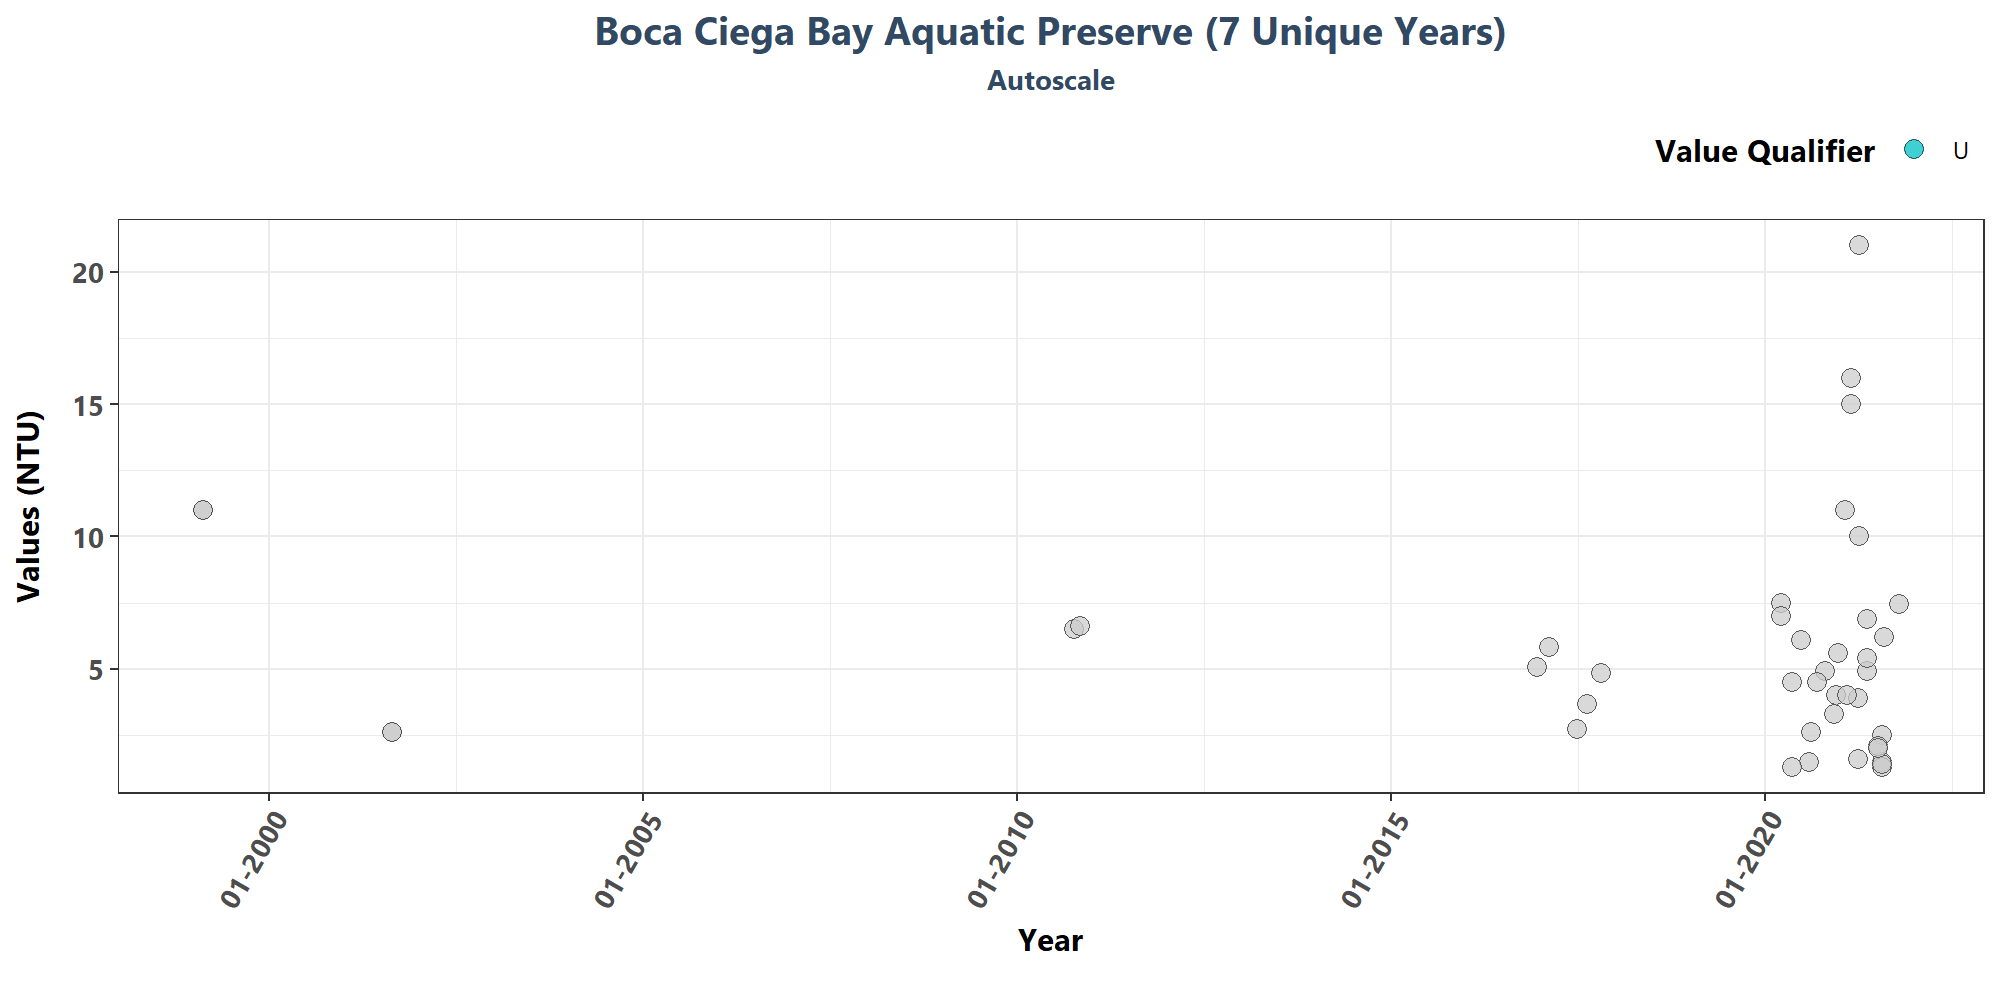 Boca Ciega Bay Aquatic Preserve (7 Unique Years)
Autoscale
Value Qualifier U
Values (NTU)
20
15
10
5
01-2000 01-2005 01-2010 01-2015 01-2020
Year